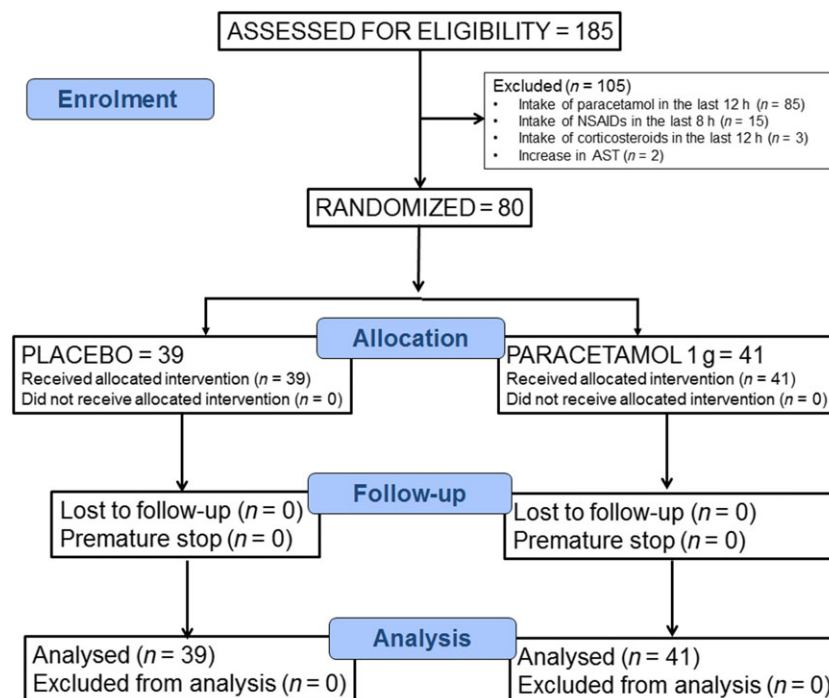 ASSESSED FOR ELIGIBILITY = 185
Enrolment
Excluded (n = 105)
• Intake of paracetamol in the last 12 h (n = 85)
• Intake of NSAIDs in the last 8 h (n = 15)
• Intake of corticosteroids in the last 12 h (n = 3)
• Increase in AST (n = 2)
RANDOMIZED = 80
Allocation
PLACEBO = 39
Received allocated intervention (n = 39)
Did not receive allocated intervention (n = 0)
PARACETAMOL 1 g = 41
Received allocated intervention (n = 41)
Did not receive allocated intervention (n = 0)
Follow-up
Lost to follow-up (n = 0)
Premature stop (n = 0)
Lost to follow-up (n = 0)
Premature stop (n = 0)
Analysis
Analysed (n = 39)
Excluded from analysis (n = 0)
Analysed (n = 41)
Excluded from analysis (n = 0)